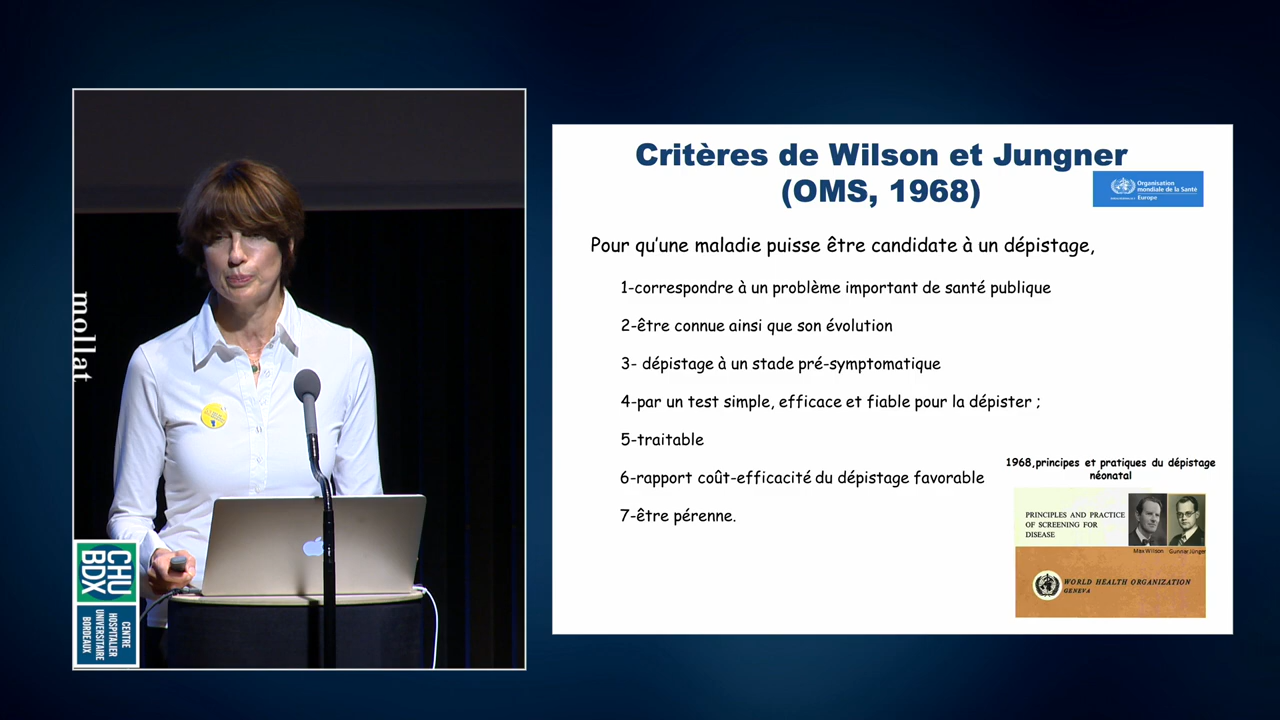 mollat
CHU
BDX
CENTRE
HOSPITALIER
UNIVERSITAIRE
BORDEAUX
Critères de Wilson et Jungner
(OMS, 1968)
Organisation
mondiale de la Santé
Europe
Pour qu'une maladie puisse être candidate à un dépistage,
1-correspondre à un problème important de santé publique
2-être connue ainsi que son évolution
3- dépistage à un stade pré-symptomatique
4-par un test simple, efficace et fiable pour la dépister ;
5-traitable
6-rapport coût-efficacité du dépistage favorable
7-être pérenne.
1968,principes et pratiques du dépistage
néonatal
PRINCIPLES AND PRACTICE
OF SCREENING FOR
DISEASE
Max Wilson Gunnar Jünger
WORLD HEALTH ORGANIZATION
GENEVA